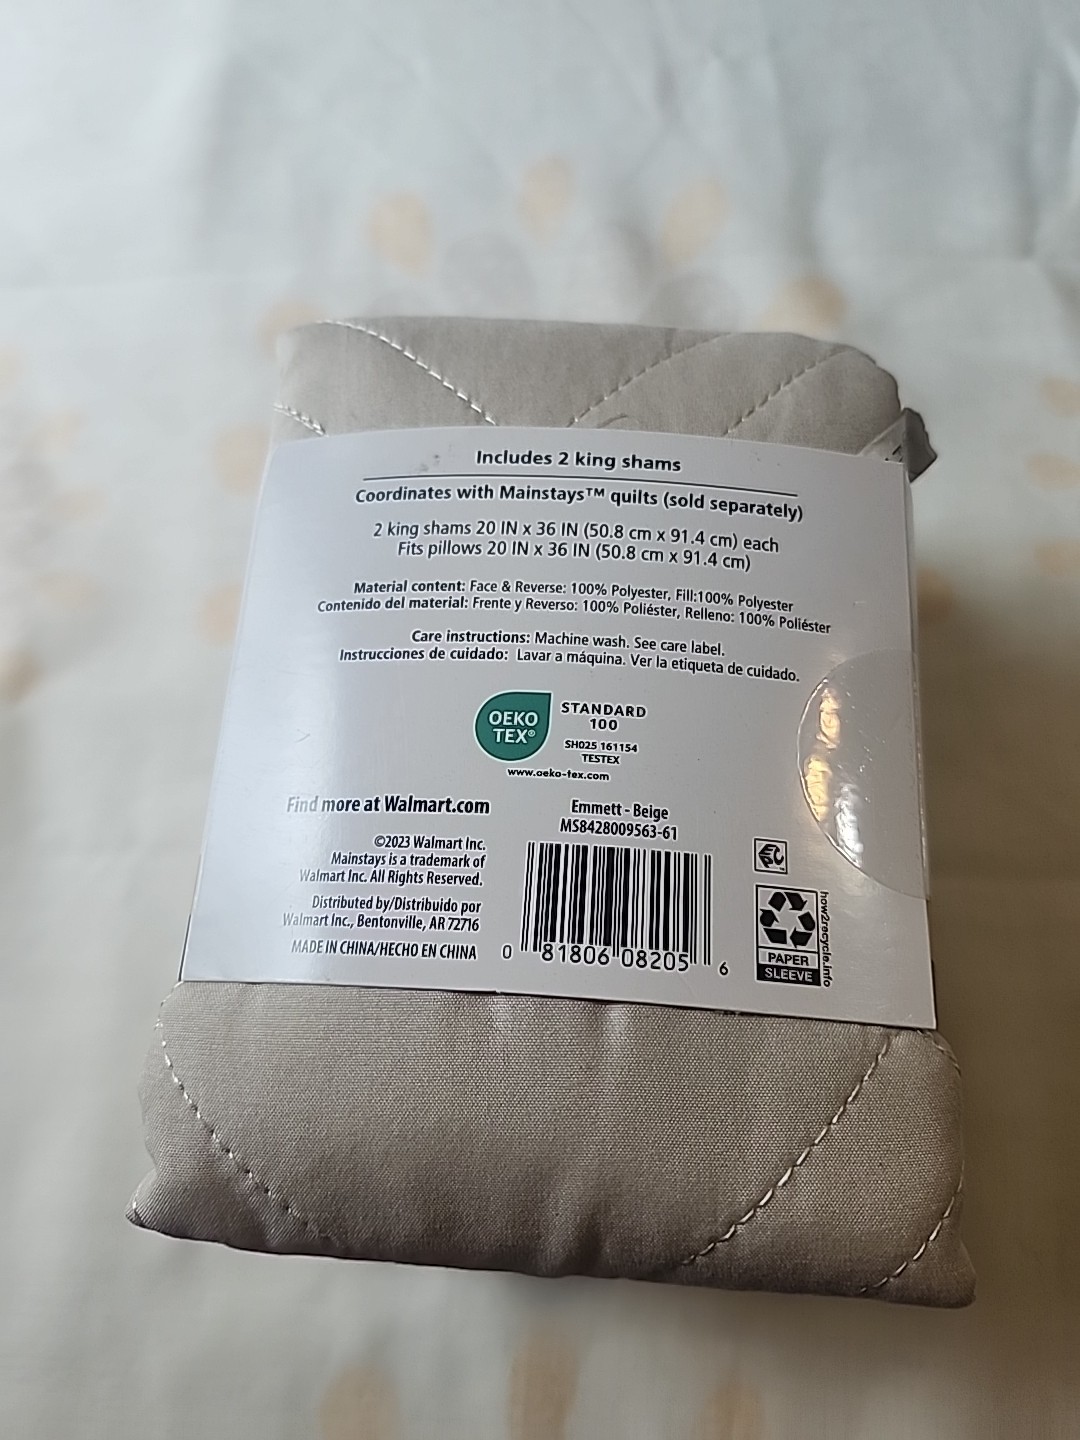 Includes 2 king shams
Coordinates with Mainstays™ quilts (sold separately)
2 king shams 20 IN x 36 IN (50.8 cm x 91.4 cm) each
Fits pillows 20 IN x 36 IN (50.8 cm x 91.4 cm)
Material content: Face & Reverse: 100% Polyester, Fill:100% Polyester
Contenido del material: Frente y Reverso: 100% Poliéster, Relleno: 100% Poliéster
Care instructions: Machine wash. See care label.
Instrucciones de cuidado: Lavar a máquina. Ver la etiqueta de cuidado.
OEKO
TEX®
STANDARD
100
SH025 161154
TESTEX
www.oeko-tex.com
Find more at Walmart.com
©2023 Walmart Inc.
Mainstays is a trademark of
Walmart Inc. All Rights Reserved.
Distributed by/Distribuido por
Walmart Inc., Bentonville, AR 72716
MADE IN CHINA/HECHO EN CHINA
Emmett - Beige
MS8428009563-61
0 81806 08205 6
how2recycle.info
PAPER
SLEEVE